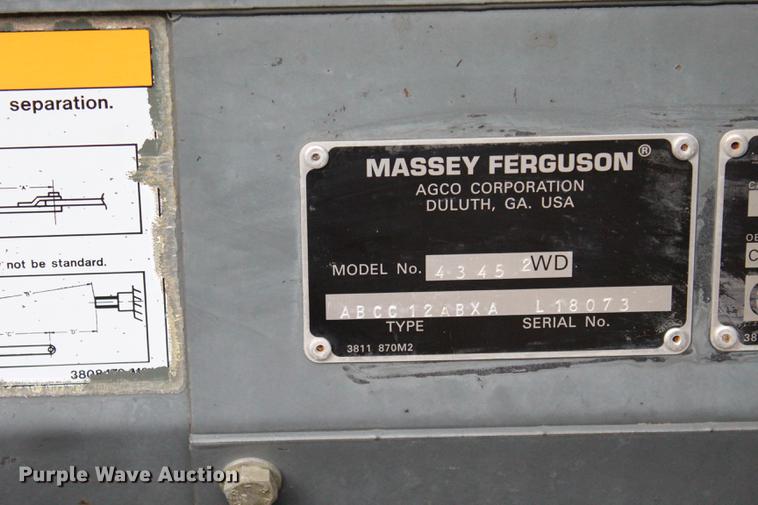 separation.
"A"
not be standard.
"B"
"C"
"D"
MASSEY FERGUSON®
AGCO CORPORATION
DULUTH, GA. USA
MODEL No. 4345 2WD
ABCC12ABXA L18073
TYPE SERIAL No.
3811 870M2
Purple Wave Auction